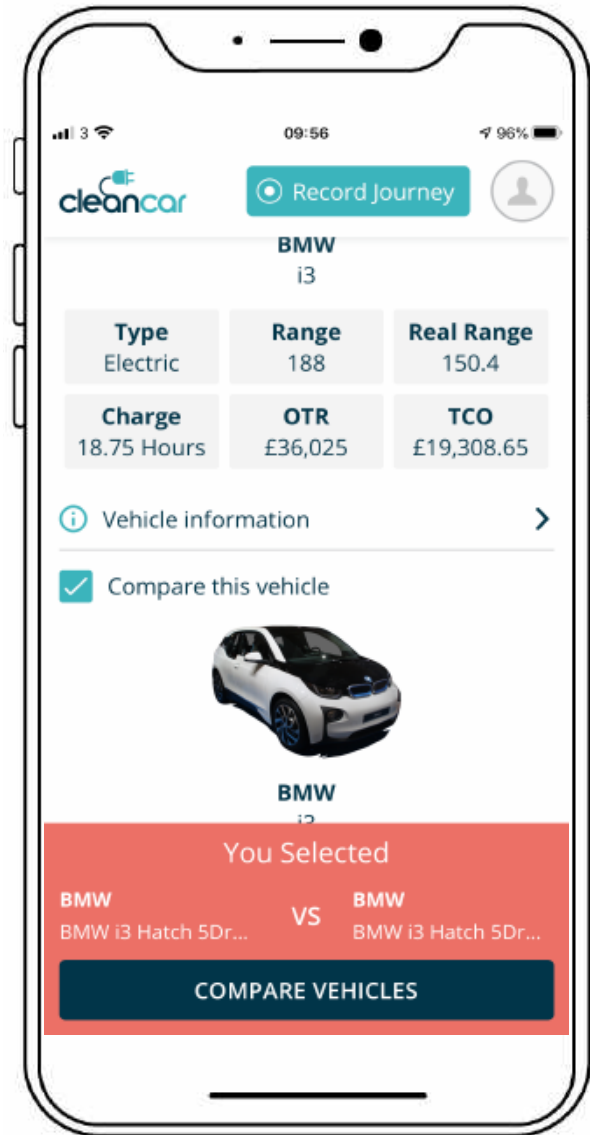 3
09:56
96%
cleancar
Record Journey
BMW
i3
Type Range Real Range
Electric 188 150.4
Charge OTR TCO
18.75 Hours £36,025 £19,308.65
Vehicle information
Compare this vehicle
BMW
i3
You Selected
BMW VS BMW
BMW i3 Hatch 5Dr... BMW i3 Hatch 5Dr...
COMPARE VEHICLES